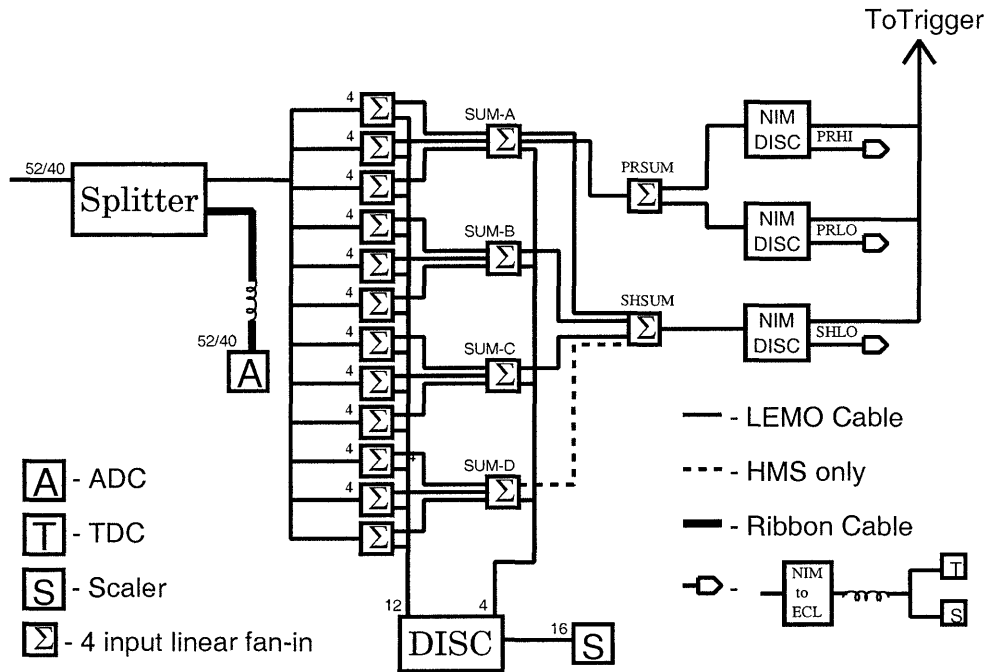 ToTrigger
52/40
Splitter
52/40
A
4
Σ
4
Σ
4
Σ
4
Σ
4
Σ
4
Σ
4
Σ
4
Σ
4
Σ
4
Σ
4
Σ
4
Σ
4
SUM-A
Σ
SUM-B
Σ
SUM-C
Σ
SUM-D
Σ
PRSUM
Σ
SHSUM
Σ
NIM
DISC
PRHI
NIM
DISC
PRLO
NIM
DISC
SHLO
12
4
DISC
16
S
A - ADC
T - TDC
S - Scaler
Σ - 4 input linear fan-in
- LEMO Cable
- HMS only
- Ribbon Cable
-
NIM
to
ECL
T
S